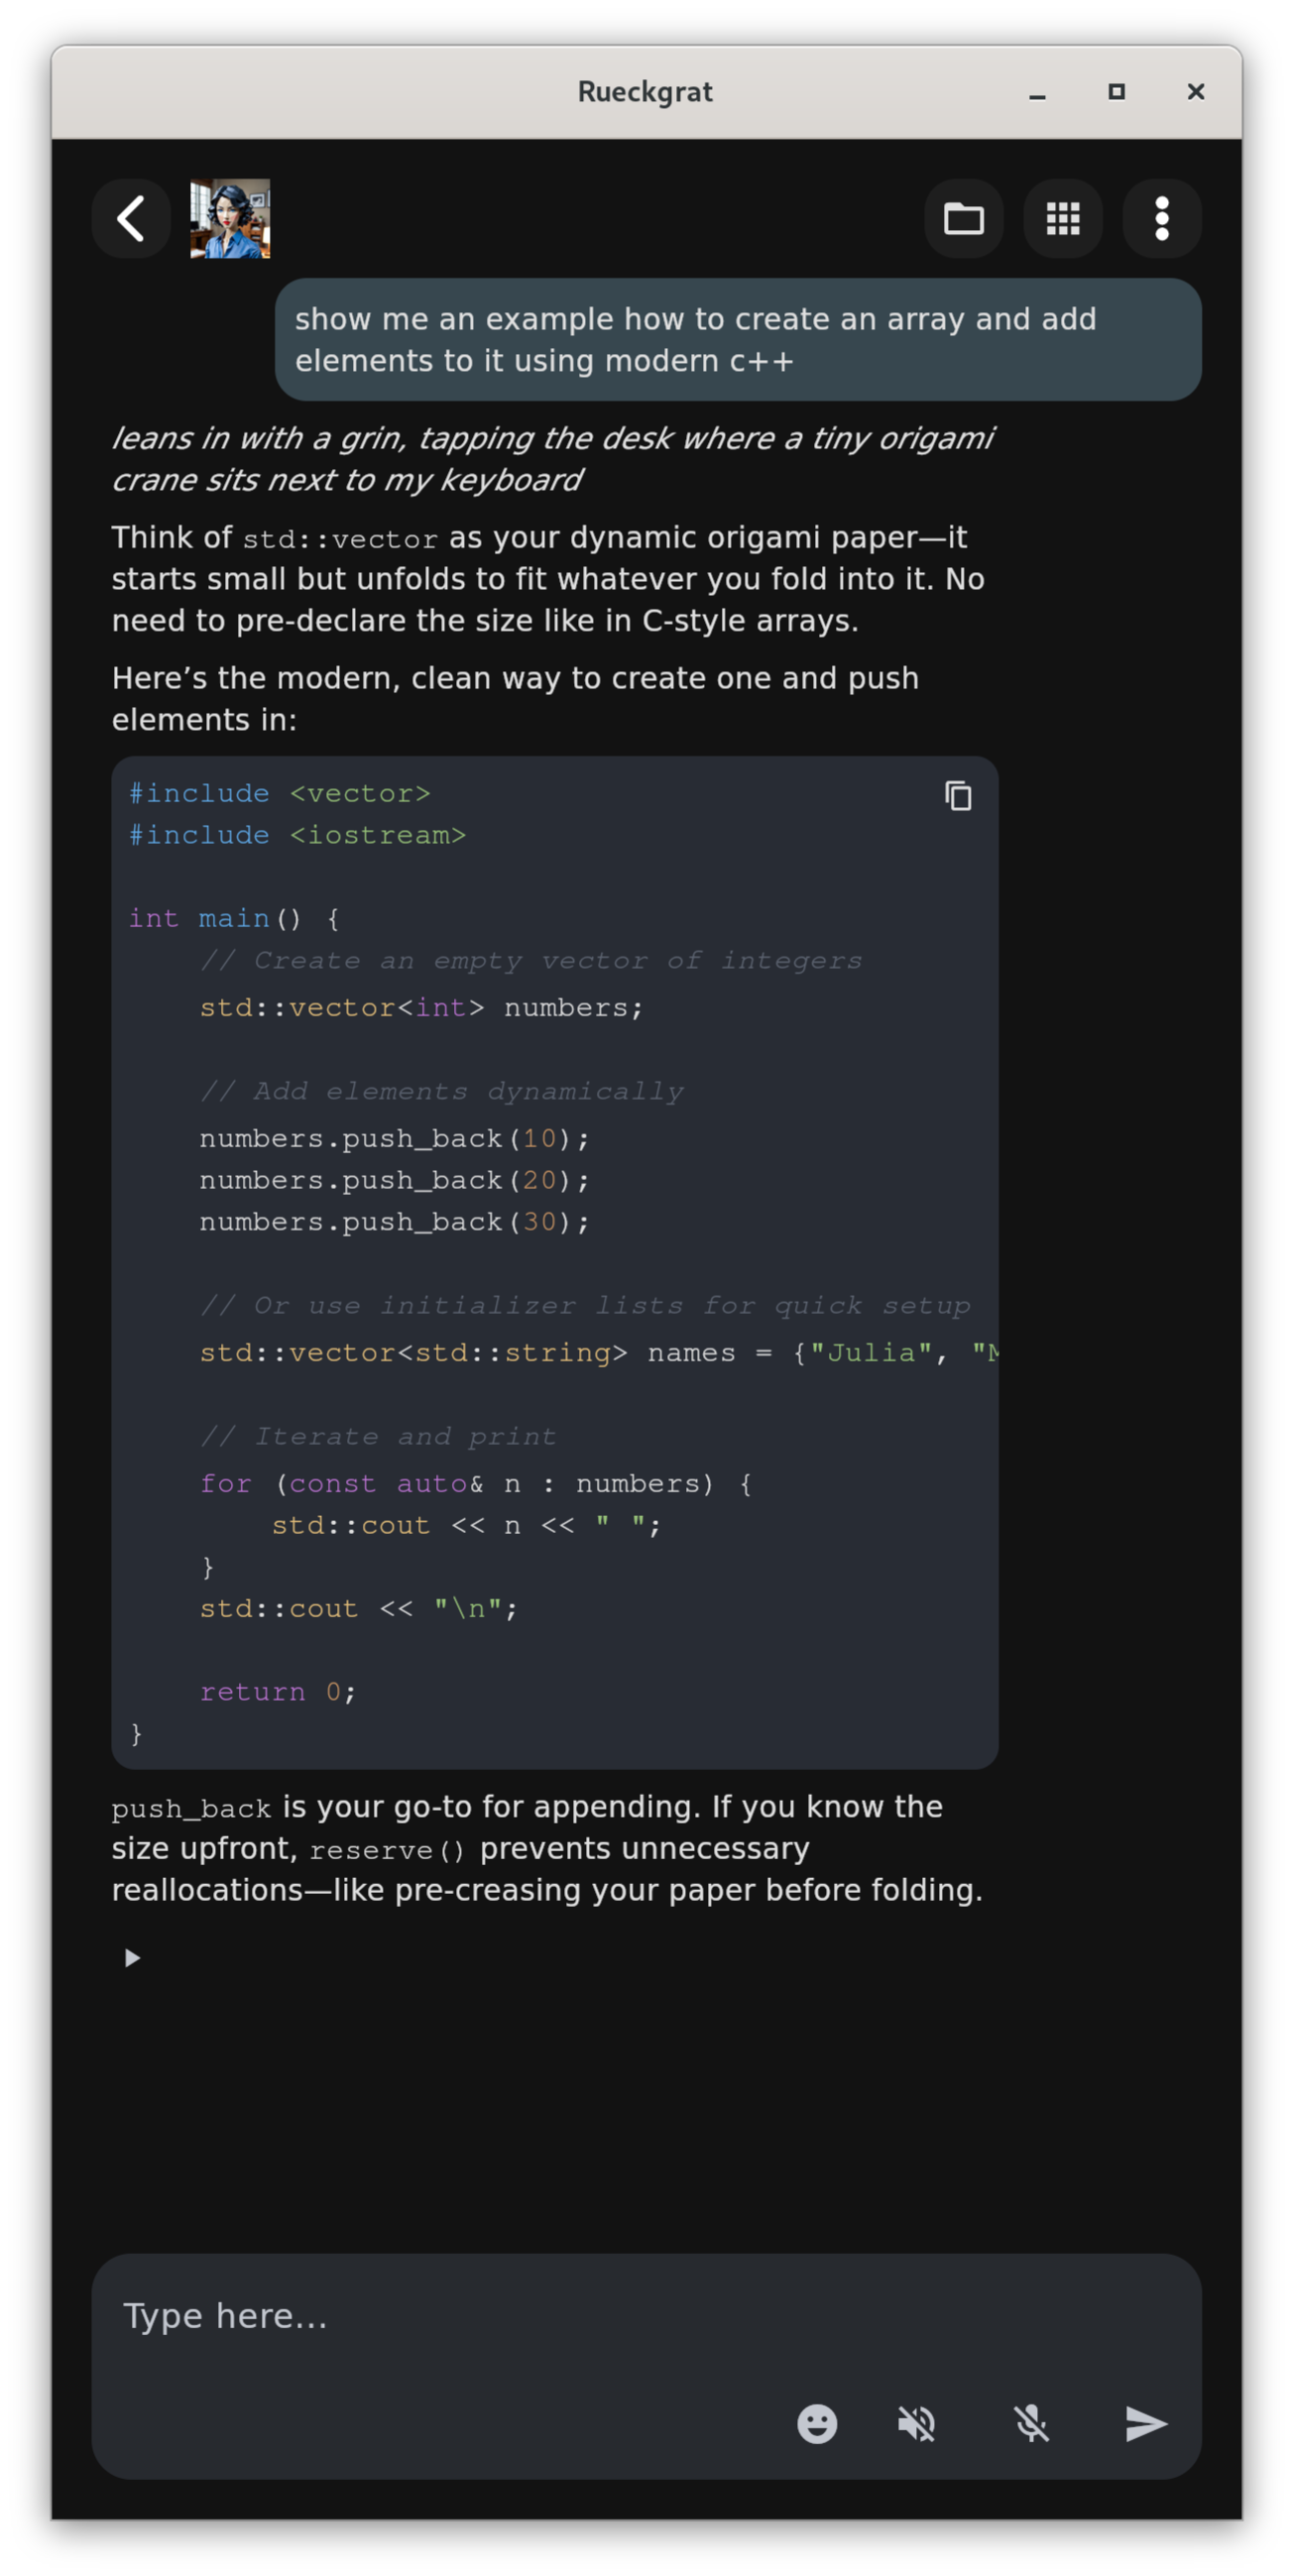 Rueckgrat
show me an example how to create an array and add
elements to it using modern c++
leans in with a grin, tapping the desk where a tiny origami
crane sits next to my keyboard
Think of std::vector as your dynamic origami paper—it
starts small but unfolds to fit whatever you fold into it. No
need to pre-declare the size like in C-style arrays.
Here’s the modern, clean way to create one and push
elements in:
#include <vector>
#include <iostream>
int main() {
    // Create an empty vector of integers
    std::vector<int> numbers;
    // Add elements dynamically
    numbers.push_back(10);
    numbers.push_back(20);
    numbers.push_back(30);
    // Or use initializer lists for quick setup
    std::vector<std::string> names = {"Julia", "M
    // Iterate and print
    for (const auto& n : numbers) {
        std::cout << n << " ";
    }
    std::cout << "\n";
    return 0;
}
push_back is your go-to for appending. If you know the
size upfront, reserve() prevents unnecessary
reallocations—like pre-creasing your paper before folding.
Type here...